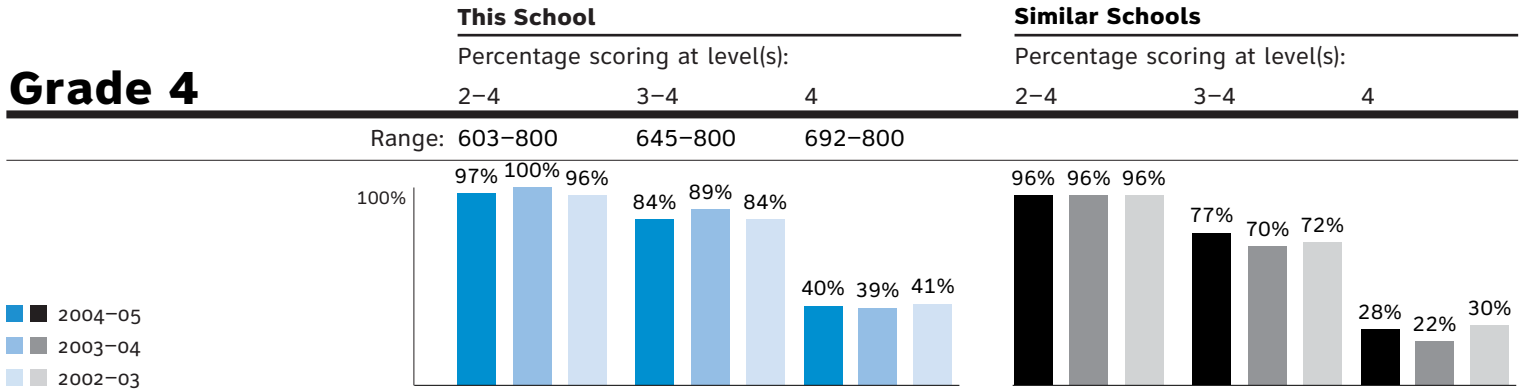 This School Similar Schools
Percentage scoring at level(s): Percentage scoring at level(s):
Grade 4 2–4 3–4 4 2–4 3–4 4
Range: 603–800 645–800 692–800
97% 100% 96% 84% 89% 84% 40% 39% 41% 96% 96% 96% 77% 70% 72% 28% 22% 30%
100%
2004–05
2003–04
2002–03